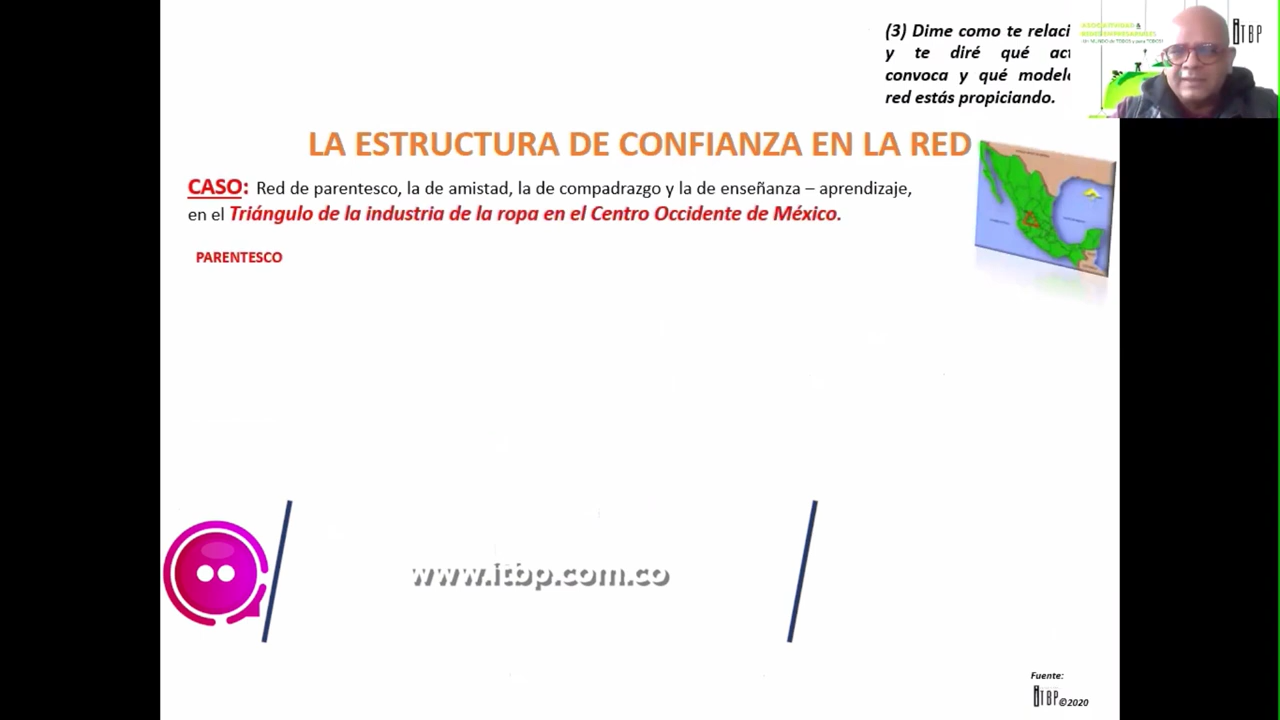 (3) Dime como te relaci
y te diré qué act
convoca y qué model
red estás propiciando.
ITBP
LA ESTRUCTURA DE CONFIANZA EN LA RED
CASO: Red de parentesco, la de amistad, la de compadrazgo y la de enseñanza – aprendizaje,
en el Triángulo de la industria de la ropa en el Centro Occidente de México.
PARENTESCO
www.itbp.com.co
Fuente:
ITBP ©2020